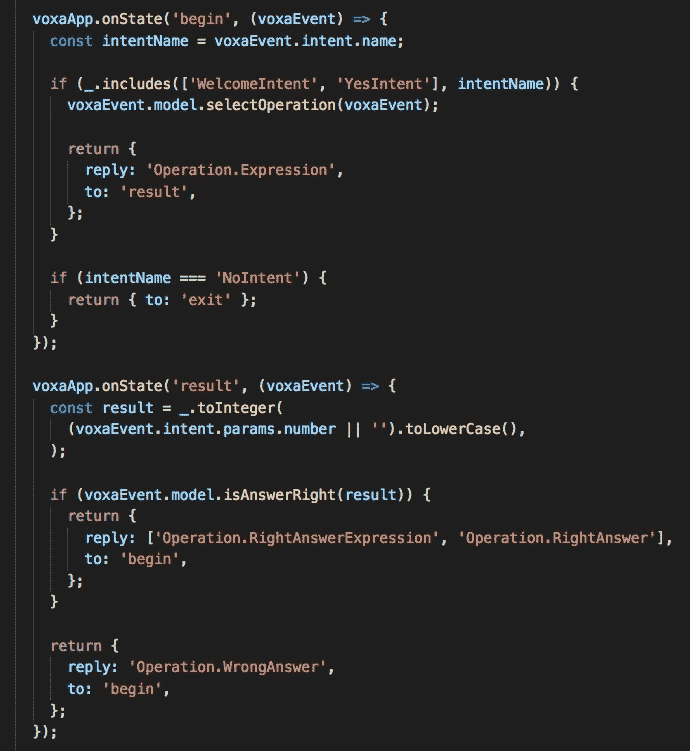 voxaApp.onState('begin', (voxaEvent) => {
  const intentName = voxaEvent.intent.name;

  if (_.includes(['WelcomeIntent', 'YesIntent'], intentName)) {
    voxaEvent.model.selectOperation(voxaEvent);

    return {
      reply: 'Operation.Expression',
      to: 'result',
    };
  }

  if (intentName === 'NoIntent') {
    return { to: 'exit' };
  }
});

voxaApp.onState('result', (voxaEvent) => {
  const result = _.toInteger(
    (voxaEvent.intent.params.number || '').toLowerCase(),
  );

  if (voxaEvent.model.isAnswerRight(result)) {
    return {
      reply: ['Operation.RightAnswerExpression', 'Operation.RightAnswer'],
      to: 'begin',
    };
  }

  return {
    reply: 'Operation.WrongAnswer',
    to: 'begin',
  };
});